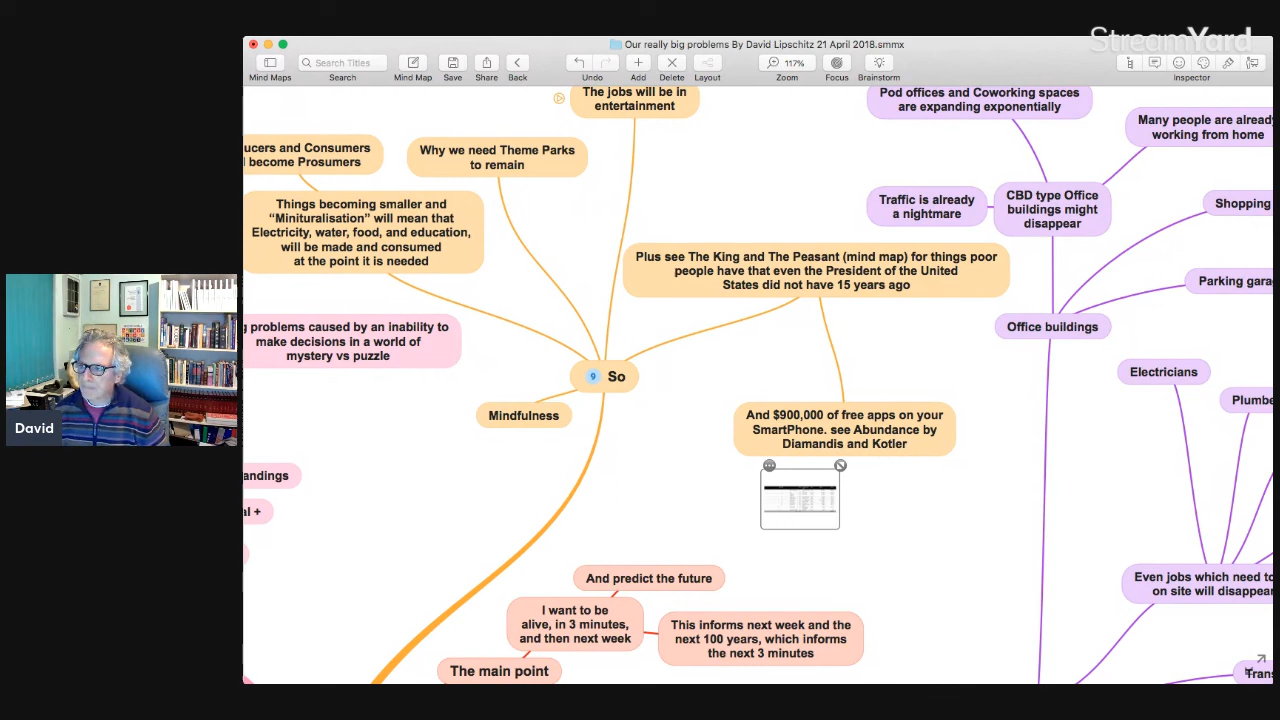 StreamYard
Our really big problems By David Lipschitz 21 April 2018.smmx
Search Titles
117%
Mind Maps
Search
Mind Map
Save
Share
Back
Undo
Add
Delete
Layout
Zoom
Focus
Brainstorm
Inspector
The jobs will be in
entertainment
ucers and Consumers
become Prosumers
Why we need Theme Parks
to remain
Things becoming smaller and
“Minituralisation” will mean that
Electricity, water, food, and education,
will be made and consumed
at the point it is needed
Plus see The King and The Peasant (mind map) for things poor
people have that even the President of the United
States did not have 15 years ago
problems caused by an inability to
make decisions in a world of
mystery vs puzzle
9 So
Mindfulness
And $900,000 of free apps on your
SmartPhone. see Abundance by
Diamandis and Kotler
andings
al +
And predict the future
I want to be
alive, in 3 minutes,
and then next week
This informs next week and the
next 100 years, which informs
the next 3 minutes
The main point
Pod offices and Coworking spaces
are expanding exponentially
Many people are already
working from home
Traffic is already
a nightmare
CBD type Office
buildings might
disappear
Shopping
Parking gara
Office buildings
Electricians
Plumbe
Even jobs which need to
on site will disappear
Trans
David